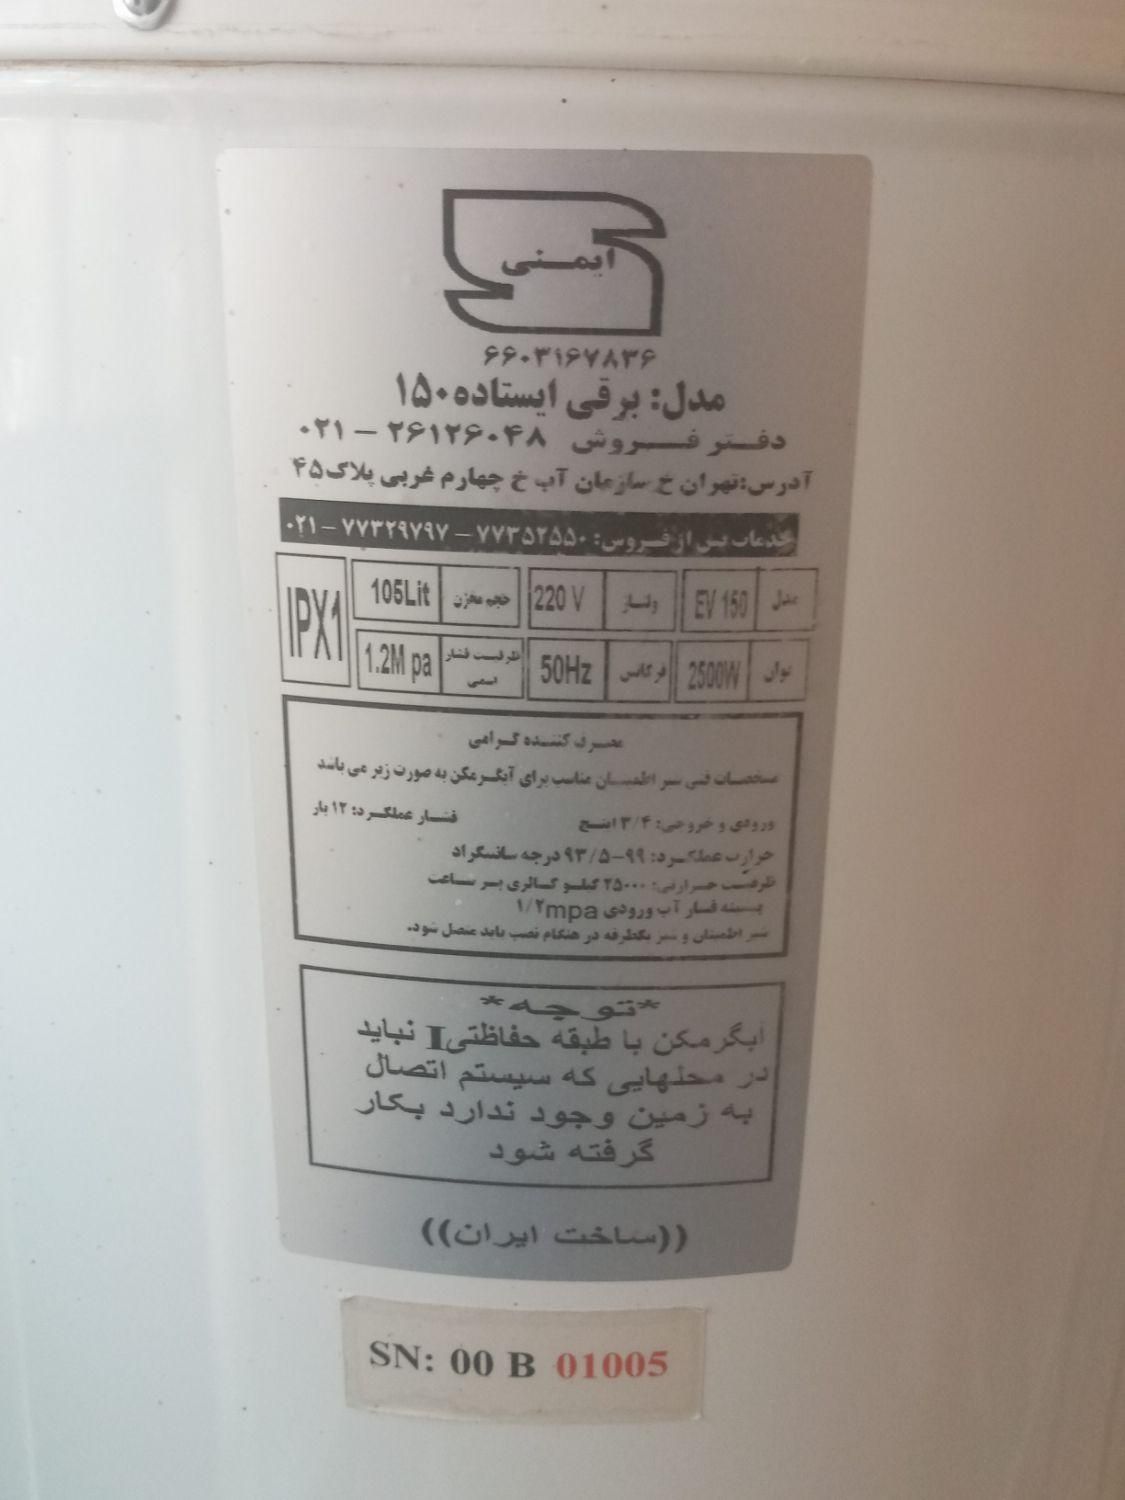 ایمنی
۶۶۰۳۱۶۷۸۳۶
مدل: برقی ایستاده ۱۵۰
دفتر فروش ۲۶۱۲۶۰۴۸ – ۰۲۱
آدرس:تهران خ سازمان آب خ چهارم غربی پلاک ۴۵
خدمات پس از فروش: ۷۷۳۵۲۵۵۰ – ۷۷۳۲۹۷۹۷ – ۰۲۱
مدل EV 150 ولتاژ 220 V حجم مخزن 105Lit IPX1
توان 2500W فرکانس 50Hz ظرفیت فشار اسمی 1.2M pa
مصرف کننده گرامی
مشخصات فنی شیر اطمینان مناسب برای آبگرمکن به صورت زیر می باشد
ورودی و خروجی: ۳/۴ اینچ فشار عملکرد: ۱۲ بار
حرارت عملکرد: ۹۹-۹۳/۵ درجه سانتیگراد
ظرفیت حرارتی: ۲۵۰۰۰ کیلو کالری بر ساعت
بیشینه فشار آب ورودی ۱/۲mpa
شیر اطمینان و شیر یکطرفه در هنگام نصب باید متصل شود.
*توجه*
آبگرمکن با طبقه حفاظتی I نباید
در محلهایی که سیستم اتصال
به زمین وجود ندارد بکار
گرفته شود
((ساخت ایران))
SN: 00 B 01005